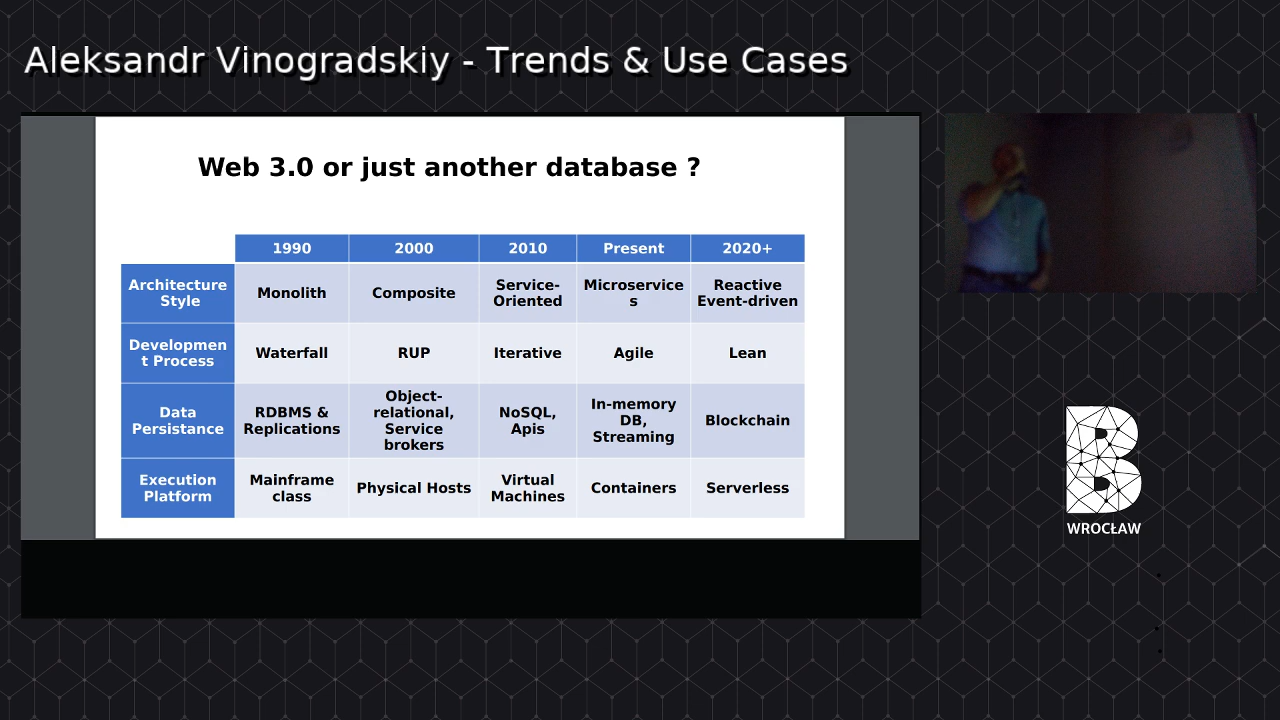 Aleksandr Vinogradskiy - Trends & Use Cases
Web 3.0 or just another database ?
1990 2000 2010 Present 2020+
Architecture
Style
Monolith
Composite
Service-
Oriented
Microservice
s
Reactive
Event-driven
Developmen
t Process
Waterfall
RUP
Iterative
Agile
Lean
Data
Persistance
RDBMS &
Replications
Object-
relational,
Service
brokers
NoSQL,
Apis
In-memory
DB,
Streaming
Blockchain
Execution
Platform
Mainframe
class
Physical Hosts
Virtual
Machines
Containers
Serverless
B
WROCŁAW